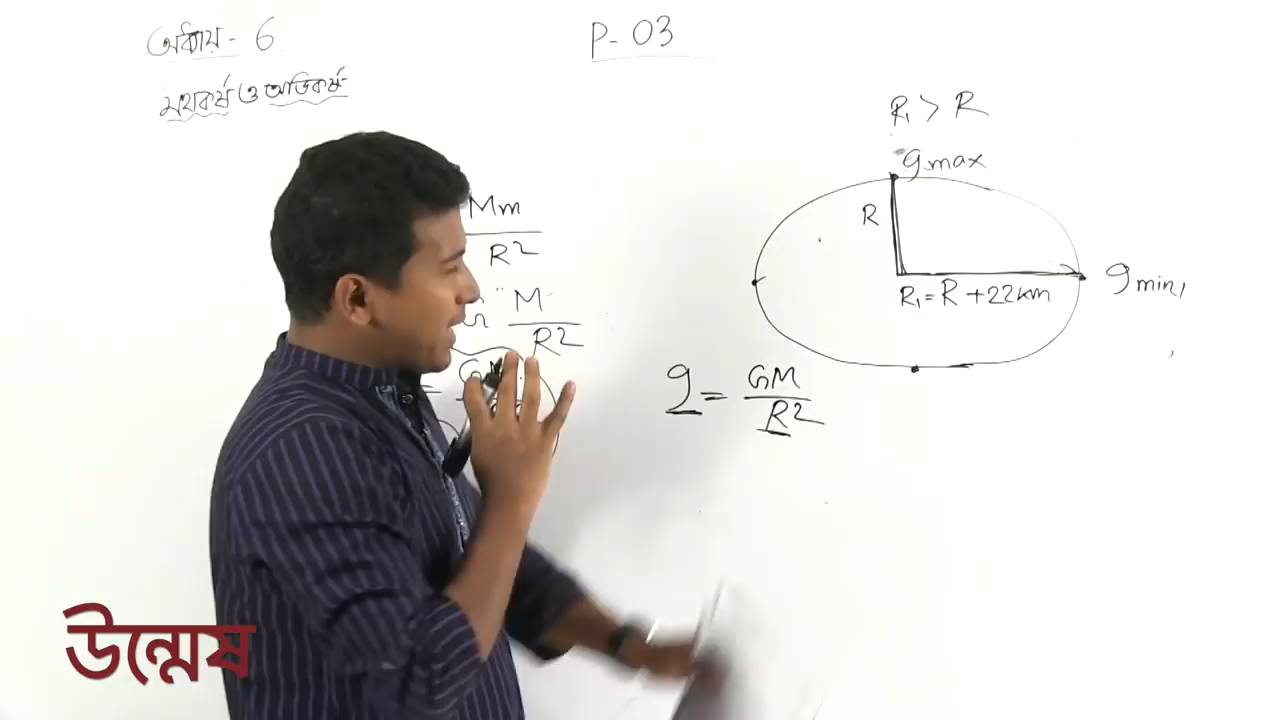 অধ্যায় - 6
মহাকর্ষ ও অভিকর্ষ
P- 03
Mm
R²
M
R²
R₁ > R
gmax
R
R₁ = R + 22km
gmin
g = GM
R²
উন্মেষ